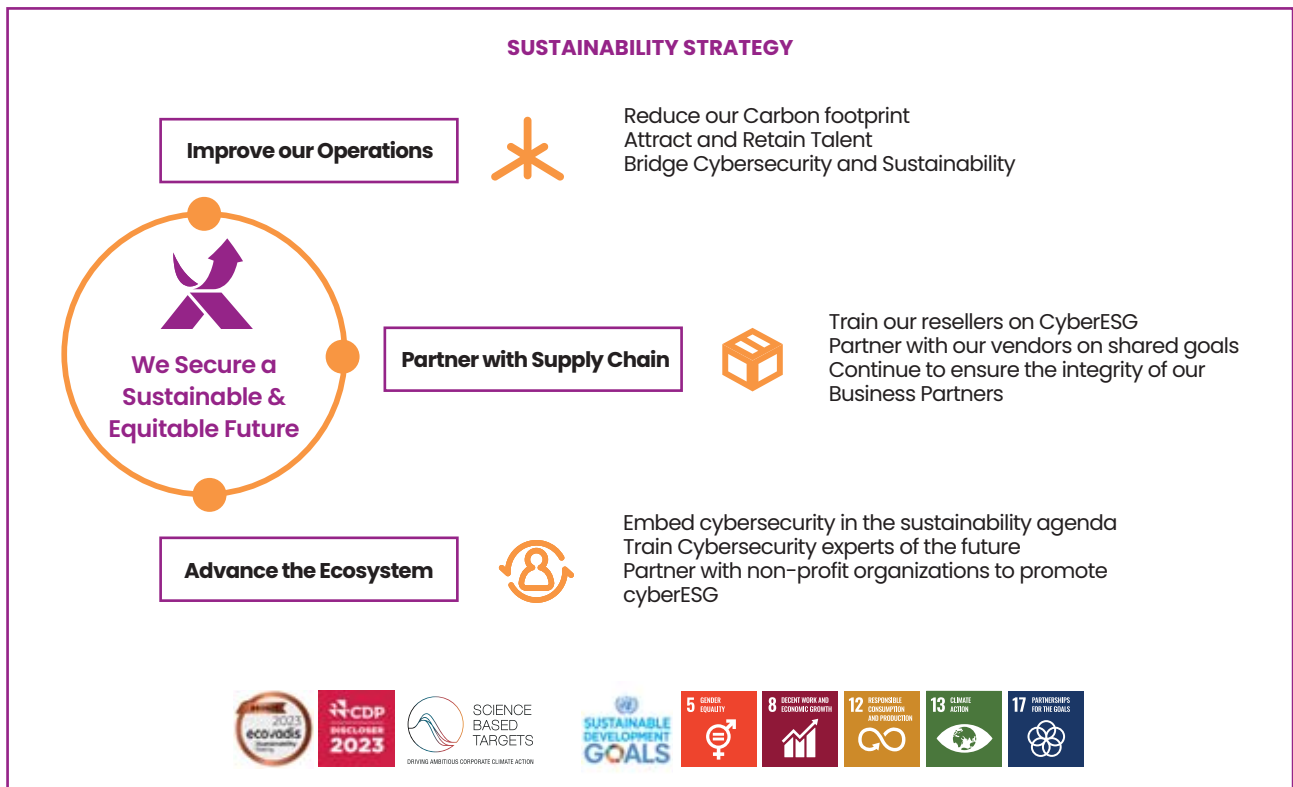 SUSTAINABILITY STRATEGY
Improve our Operations
Reduce our Carbon footprint
Attract and Retain Talent
Bridge Cybersecurity and Sustainability
We Secure a
Sustainable &
Equitable Future
Partner with Supply Chain
Train our resellers on CyberESG
Partner with our vendors on shared goals
Continue to ensure the integrity of our
Business Partners
Advance the Ecosystem
Embed cybersecurity in the sustainability agenda
Train Cybersecurity experts of the future
Partner with non-profit organizations to promote
cyberESG
2023
ecovadis
Sustainability
Rating
CDP
DISCLOSER
2023
SCIENCE
BASED
TARGETS
DRIVING AMBITIOUS CORPORATE CLIMATE ACTION
SUSTAINABLE
DEVELOPMENT
GOALS
5 GENDER
EQUALITY
8 DECENT WORK AND
ECONOMIC GROWTH
12 RESPONSIBLE
CONSUMPTION
AND PRODUCTION
13 CLIMATE
ACTION
17 PARTNERSHIPS
FOR THE GOALS